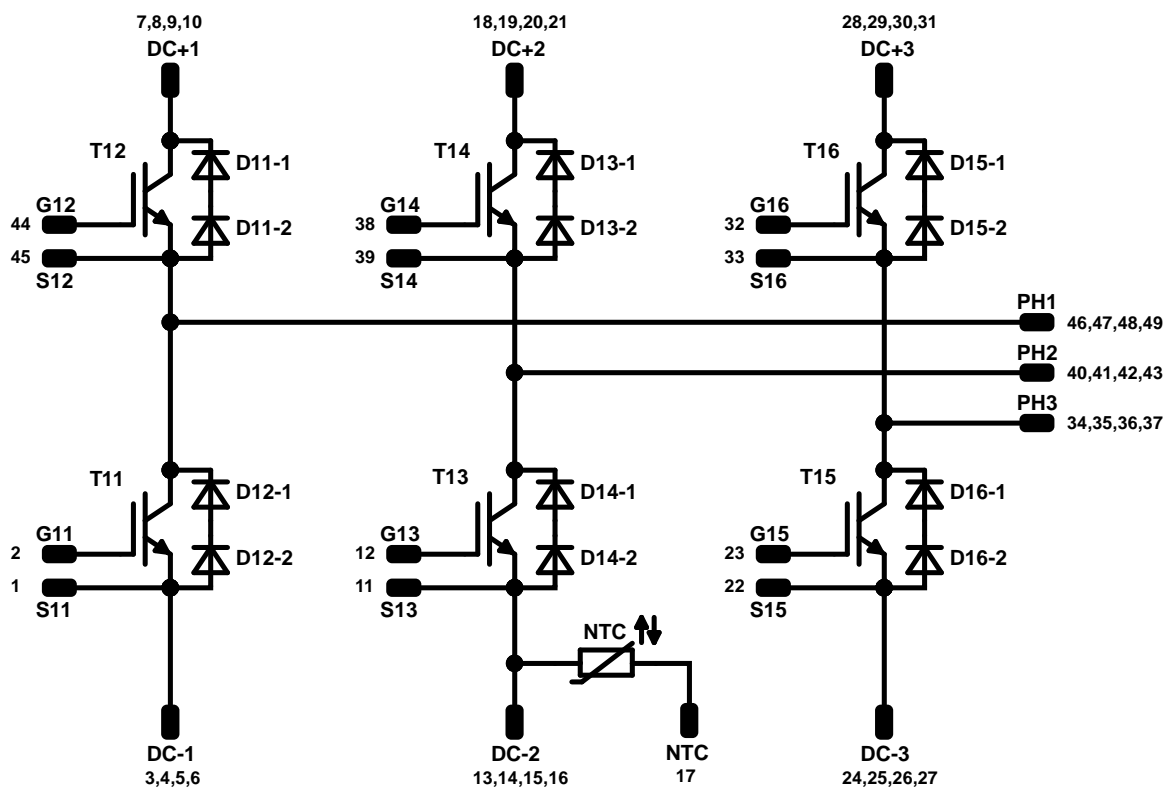 7,8,9,10
18,19,20,21
28,29,30,31
DC+1
DC+2
DC+3
T12
D11-1
T14
D13-1
T16
D15-1
G12
44
D11-2
G14
38
D13-2
G16
32
D15-2
45
S12
39
S14
33
S16
PH1
46,47,48,49
PH2
40,41,42,43
PH3
34,35,36,37
T11
D12-1
T13
D14-1
T15
D16-1
G11
2
D12-2
G13
12
D14-2
G15
23
D16-2
1
S11
11
S13
22
S15
NTC
DC-1
DC-2
NTC
DC-3
3,4,5,6
13,14,15,16
17
24,25,26,27